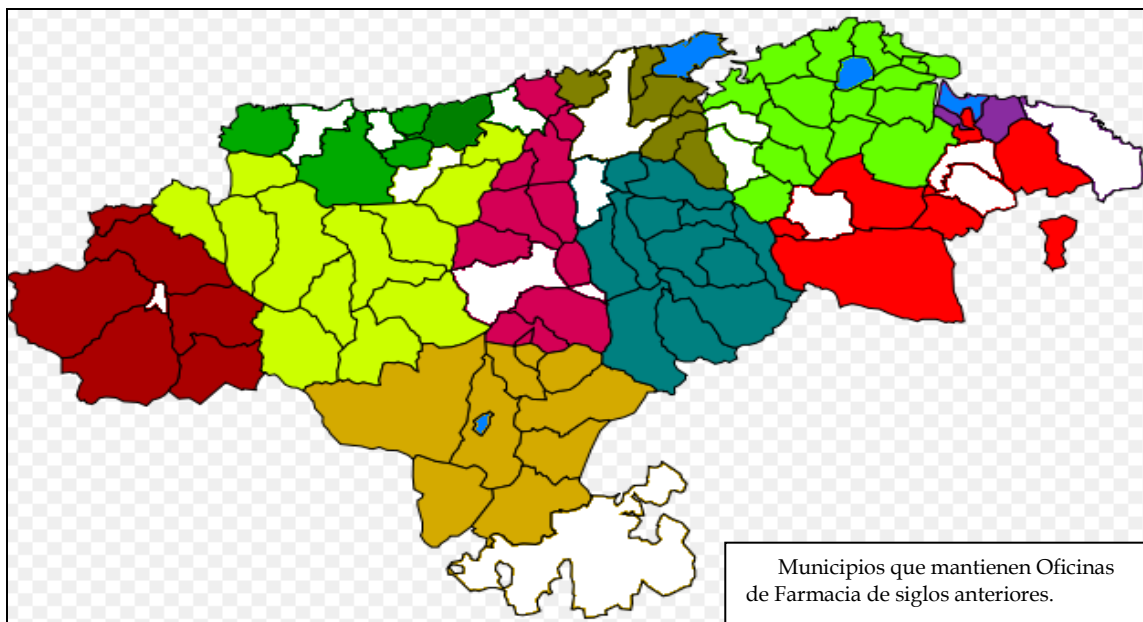 Municipios que mantienen Oficinas
de Farmacia de siglos anteriores.